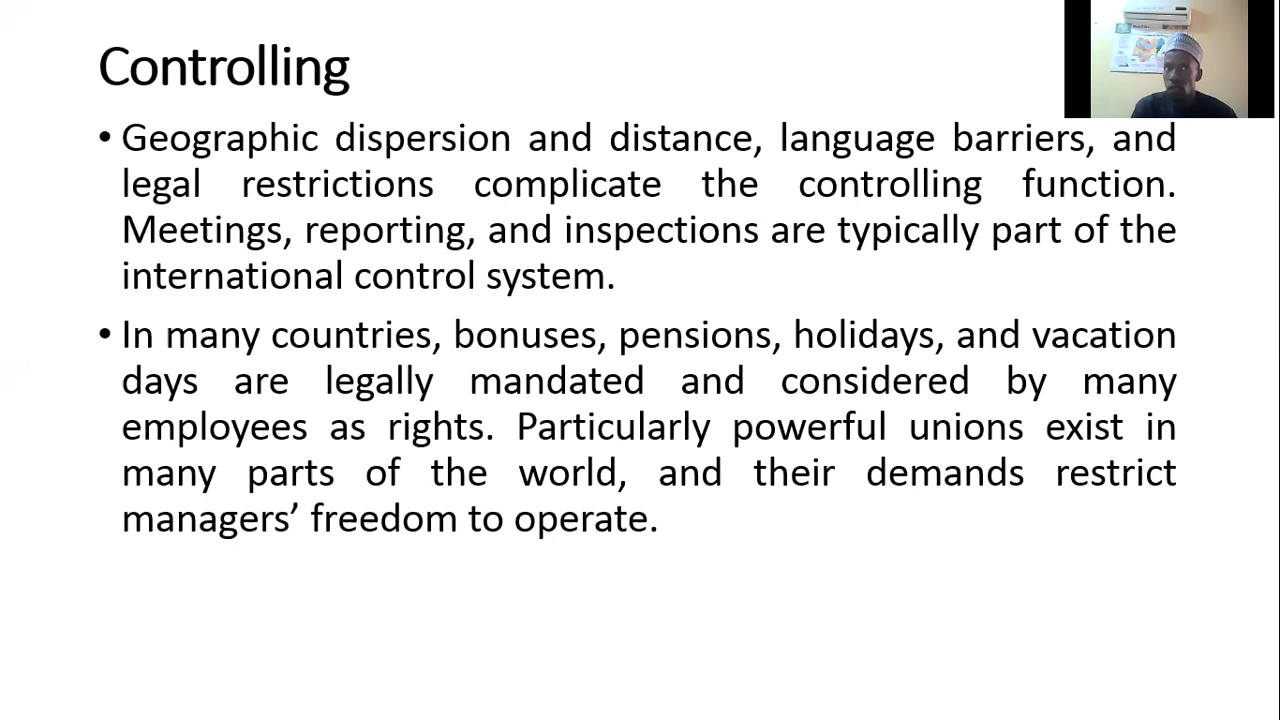 Controlling
• Geographic dispersion and distance, language barriers, and
legal restrictions complicate the controlling function.
Meetings, reporting, and inspections are typically part of the
international control system.
• In many countries, bonuses, pensions, holidays, and vacation
days are legally mandated and considered by many
employees as rights. Particularly powerful unions exist in
many parts of the world, and their demands restrict
managers’ freedom to operate.